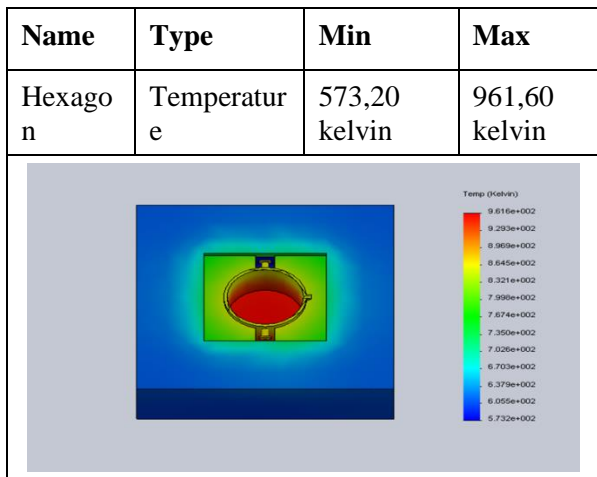 Name Type Min Max
Hexago Temperatur 573,20 961,60
n e kelvin kelvin
Temp (Kelvin)
9.616e+002
9.293e+002
8.969e+002
8.645e+002
8.321e+002
7.998e+002
7.674e+002
7.350e+002
7.026e+002
6.703e+002
6.379e+002
6.055e+002
5.732e+002